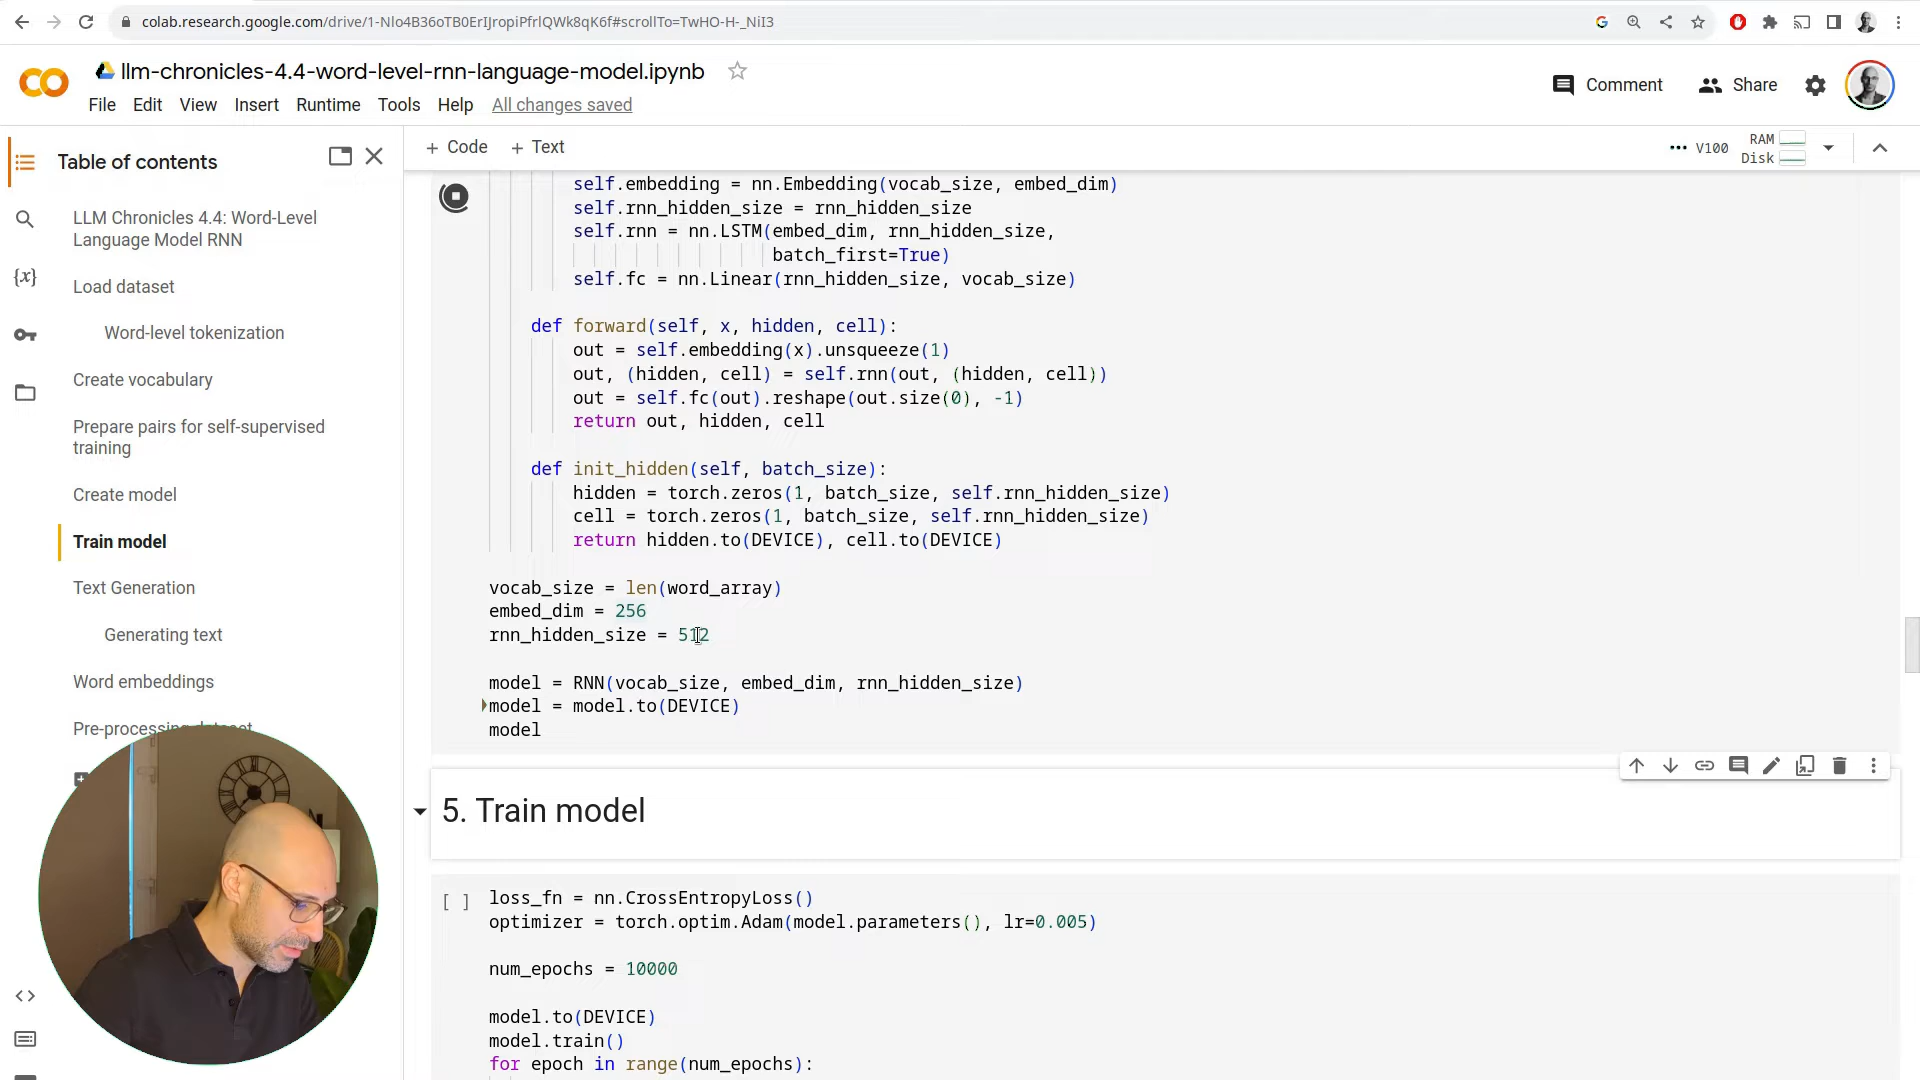 colab.research.google.com/drive/1-Nlo4B36oTB0ErIJropiPfrlQWk8qK6f#scrollTo=TwHO-H-_NiI3
llm-chronicles-4.4-word-level-rnn-language-model.ipynb
Comment
Share
File Edit View Insert Runtime Tools Help All changes saved
Table of contents
+ Code + Text
V100
RAM
Disk
LLM Chronicles 4.4: Word-Level
Language Model RNN
Load dataset
Word-level tokenization
Create vocabulary
Prepare pairs for self-supervised
training
Create model
Train model
Text Generation
Generating text
Word embeddings
Pre-processing dataset
{x}
self.embedding = nn.Embedding(vocab_size, embed_dim)
self.rnn_hidden_size = rnn_hidden_size
self.rnn = nn.LSTM(embed_dim, rnn_hidden_size,
batch_first=True)
self.fc = nn.Linear(rnn_hidden_size, vocab_size)
def forward(self, x, hidden, cell):
out = self.embedding(x).unsqueeze(1)
out, (hidden, cell) = self.rnn(out, (hidden, cell))
out = self.fc(out).reshape(out.size(0), -1)
return out, hidden, cell
def init_hidden(self, batch_size):
hidden = torch.zeros(1, batch_size, self.rnn_hidden_size)
cell = torch.zeros(1, batch_size, self.rnn_hidden_size)
return hidden.to(DEVICE), cell.to(DEVICE)
vocab_size = len(word_array)
embed_dim = 256
rnn_hidden_size = 512
model = RNN(vocab_size, embed_dim, rnn_hidden_size)
model = model.to(DEVICE)
model
5. Train model
[ ]
loss_fn = nn.CrossEntropyLoss()
optimizer = torch.optim.Adam(model.parameters(), lr=0.005)
num_epochs = 10000
model.to(DEVICE)
model.train()
for epoch in range(num_epochs):